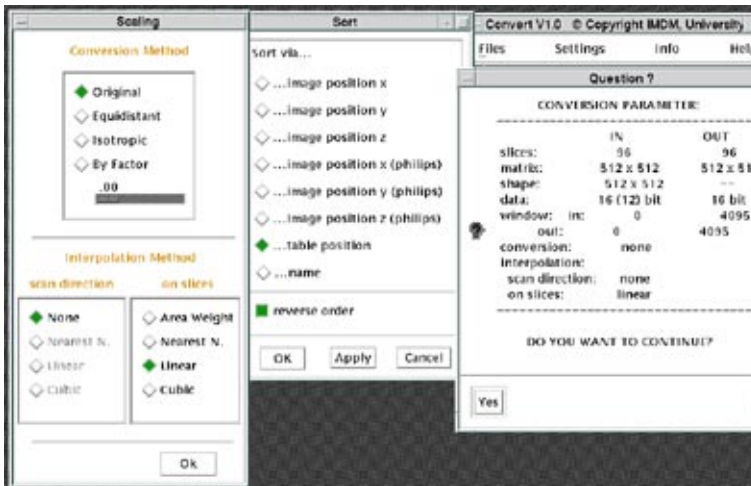 Scaling
Conversion Method
Original
Equidistant
Isotropic
By Factor
.00
Interpolation Method
scan direction on slices
None
Nearest N.
Linear
Cubic
Area Weight
Nearest N.
Linear
Cubic
Ok
Sort
Sort via...
...image position x
...image position y
...image position z
...image position x (philips)
...image position y (philips)
...image position z (philips)
...table position
...name
reverse order
OK Apply Cancel
Convert V1.0 © Copyright IMDM, University
Files Settings Info Help
Question ?
CONVERSION PARAMETER:
IN OUT
slices: 96 96
matrix: 512 x 512 512 x 51
shape: 512 x 512 --
data: 16 (12) bit 16 bit
window: in: 0 4095
out: 0 4095
conversion: none
interpolation:
scan direction: none
on slices: linear
DO YOU WANT TO CONTINUE?
Yes